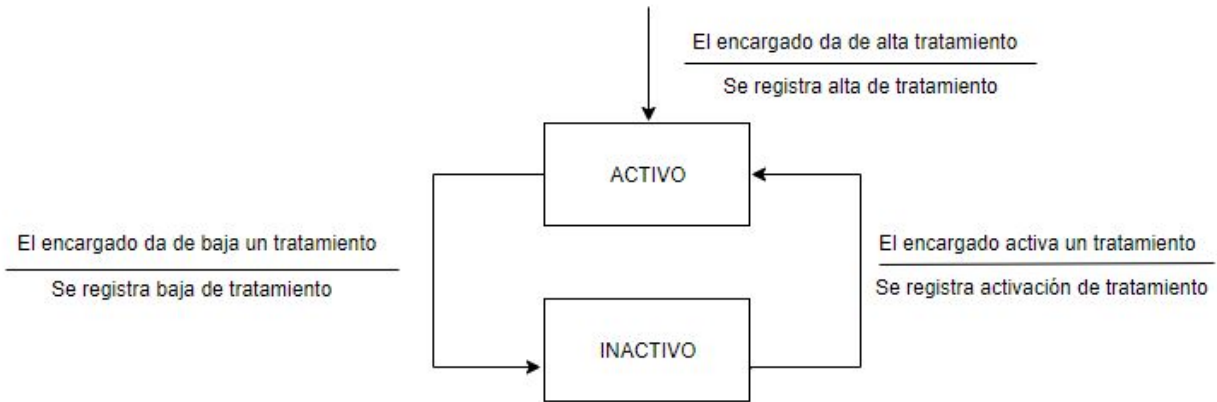 El encargado da de alta tratamiento
Se registra alta de tratamiento
ACTIVO
El encargado da de baja un tratamiento
Se registra baja de tratamiento
El encargado activa un tratamiento
Se registra activación de tratamiento
INACTIVO